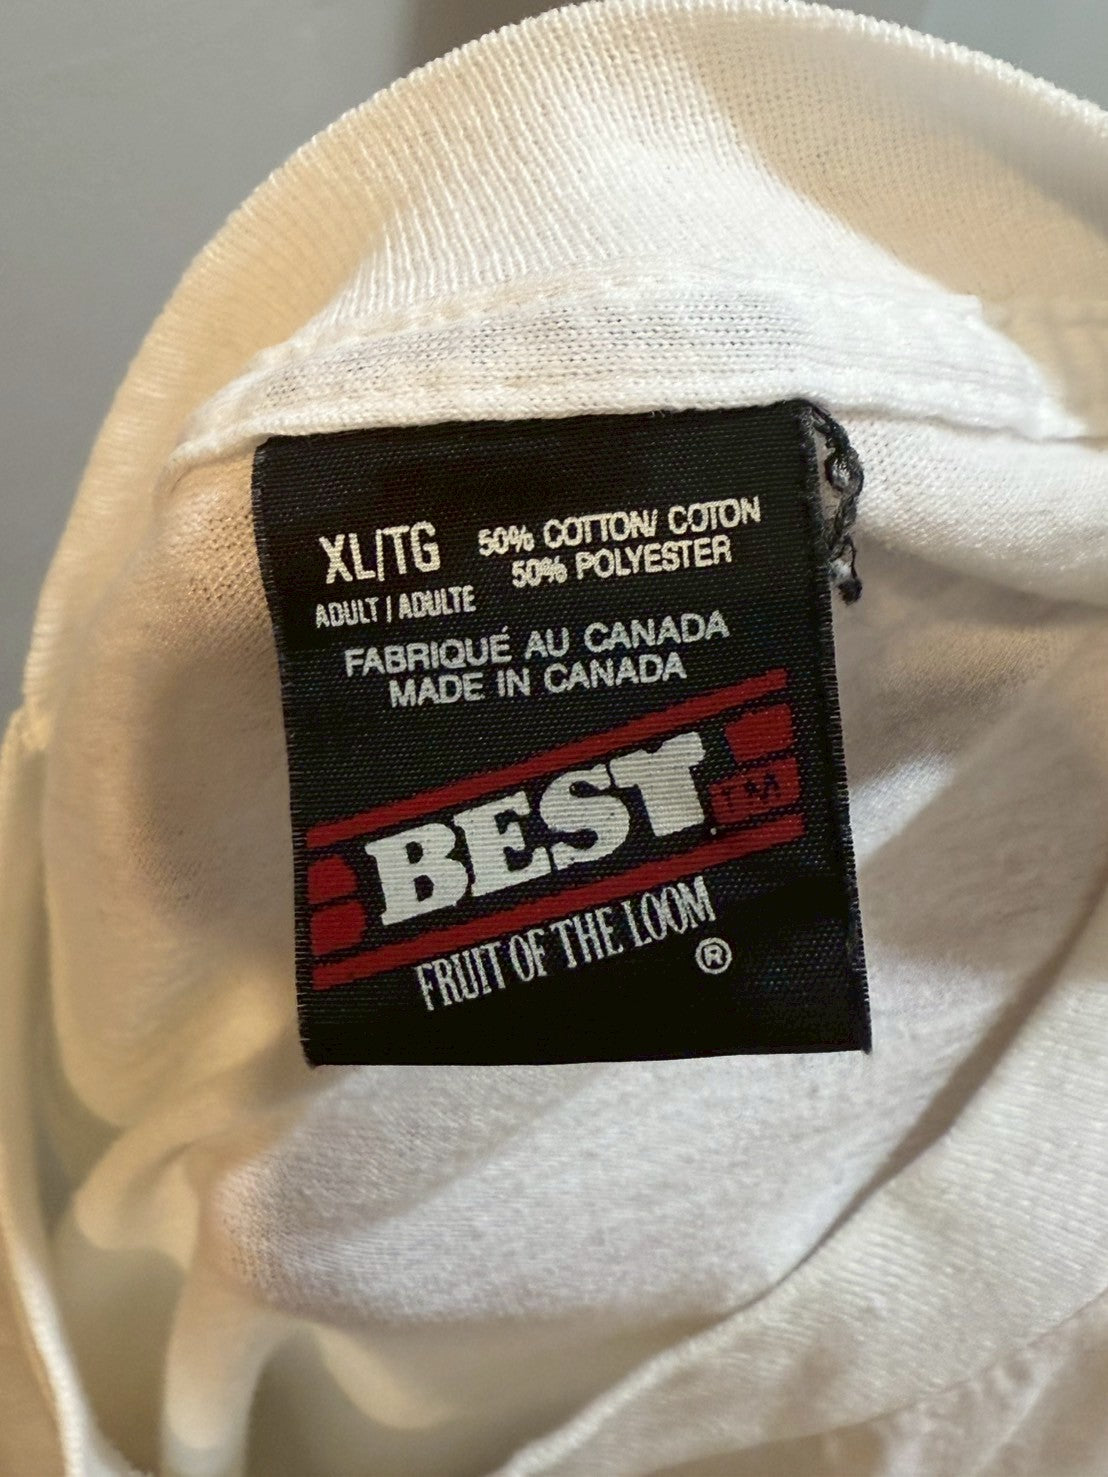 XL/TG
50% COTTON/ COTON
50% POLYESTER
ADULT / ADULTE
FABRIQUÉ AU CANADA
MADE IN CANADA
BEST TM
FRUIT OF THE LOOM
®